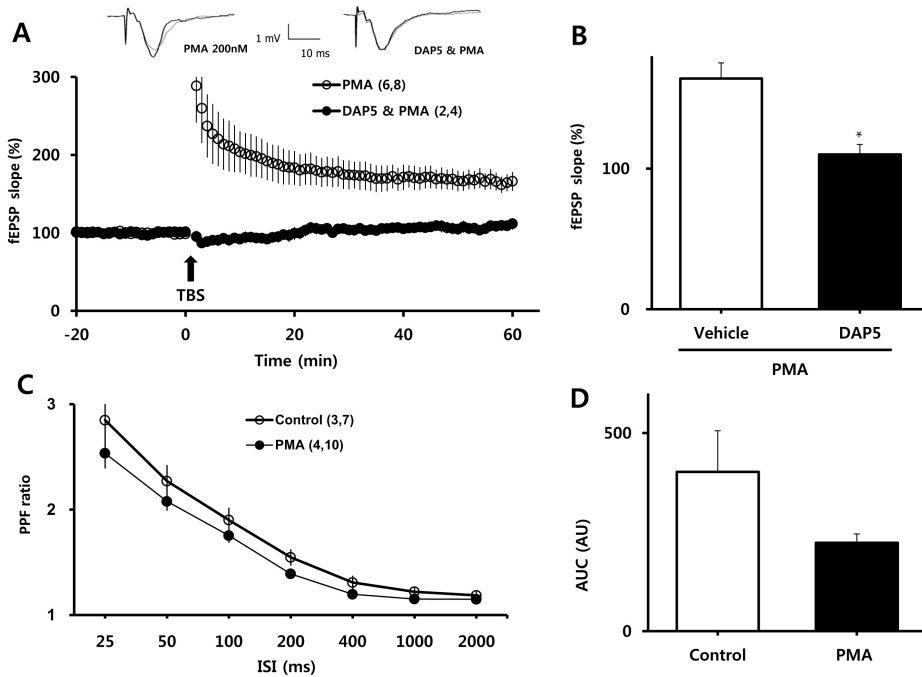 A
PMA 200nM
1 mV
10 ms
DAP5 & PMA
fEPSP slope (%)
300
200
100
0
PMA (6,8)
DAP5 & PMA (2,4)
TBS
-20
0
20
40
60
Time (min)
B
fEPSP slope (%)
100
0
*
Vehicle
DAP5
PMA
C
PPF ratio
3
2
1
Control (3,7)
PMA (4,10)
25
50
100
200
400
1000
2000
ISI (ms)
D
AUC (AU)
500
0
Control
PMA